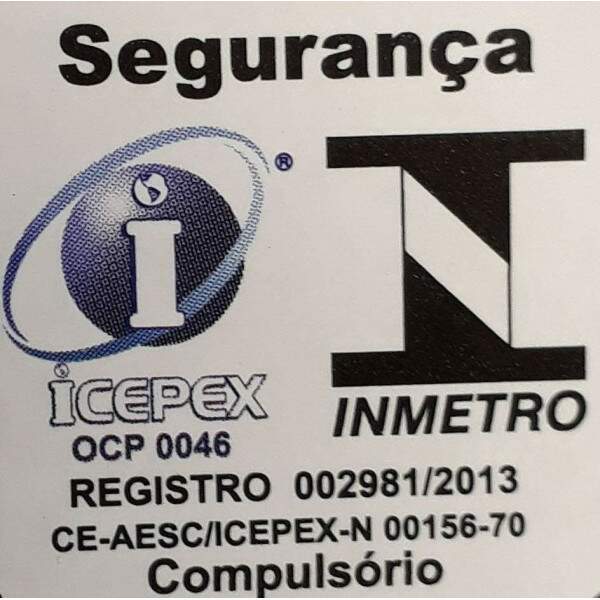 Segurança
®
ICEPEX
INMETRO
OCP 0046
REGISTRO 002981/2013
CE-AESC/ICEPEX-N 00156-70
Compulsório